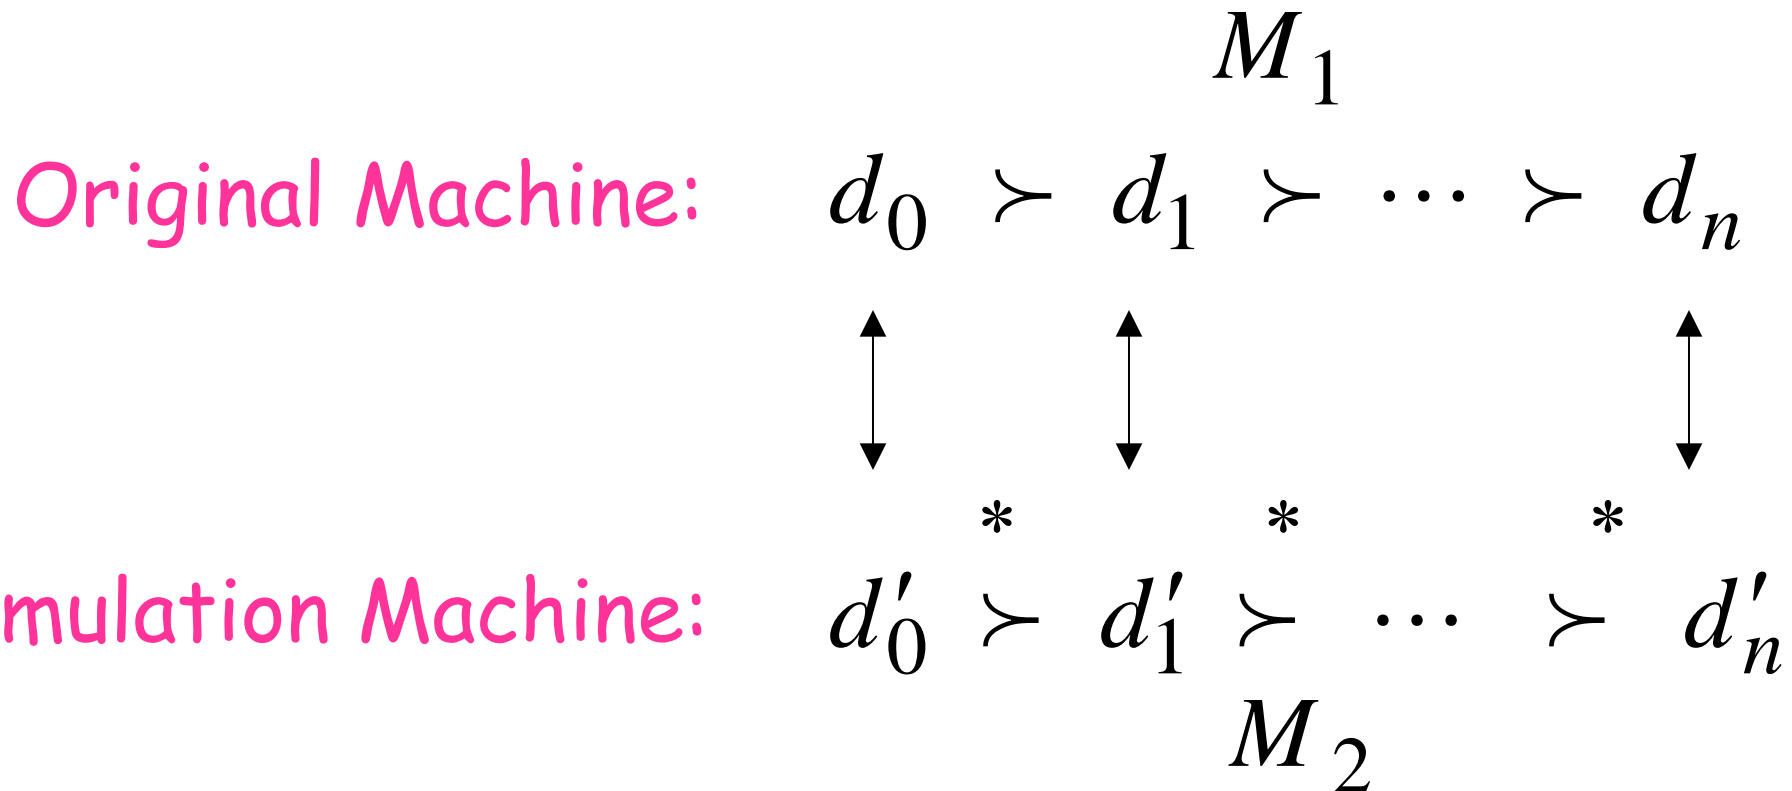 M₁
Original Machine: d₀ ≻ d₁ ≻ ⋯ ≻ dₙ
* * *
mulation Machine: d′₀ ≻ d′₁ ≻ ⋯ ≻ d′ₙ
M₂